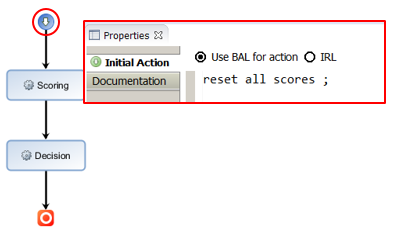 Properties
Initial Action
Use BAL for action
IRL
Documentation
reset all scores ;
Scoring
Decision